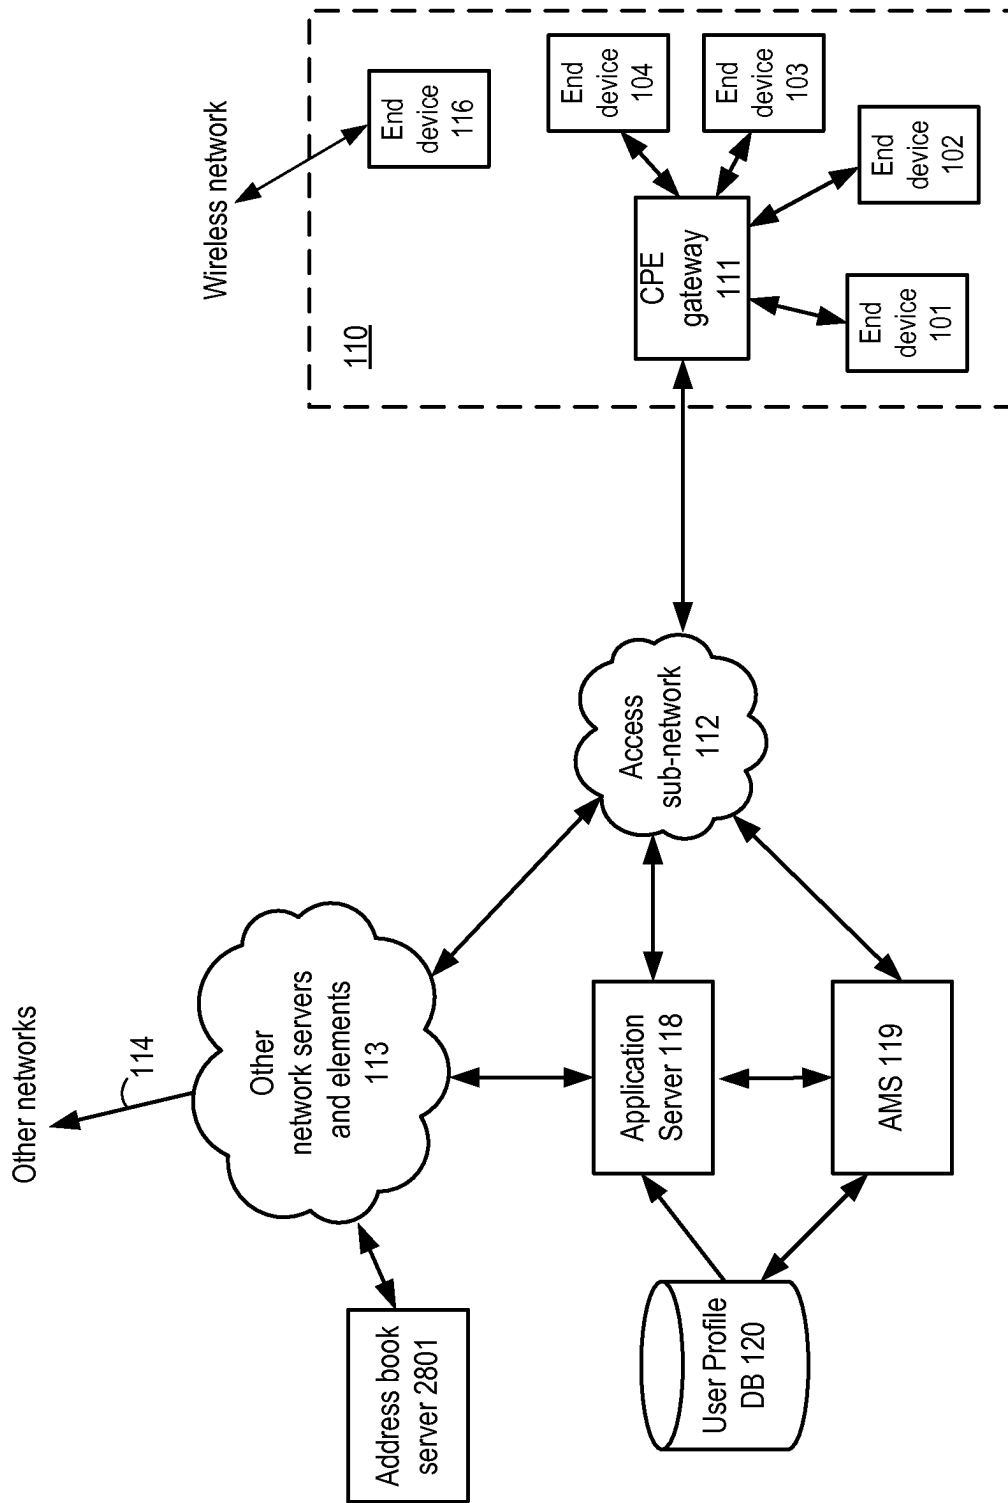 Other networks
114
Wireless network
Address book
server 2801
Other
network servers
and elements
113
110
End
device
116
User Profile
DB 120
Application
Server 118
AMS 119
Access
sub-network
112
CPE
gateway
111
End
device
104
End
device
103
End
device
102
End
device
101